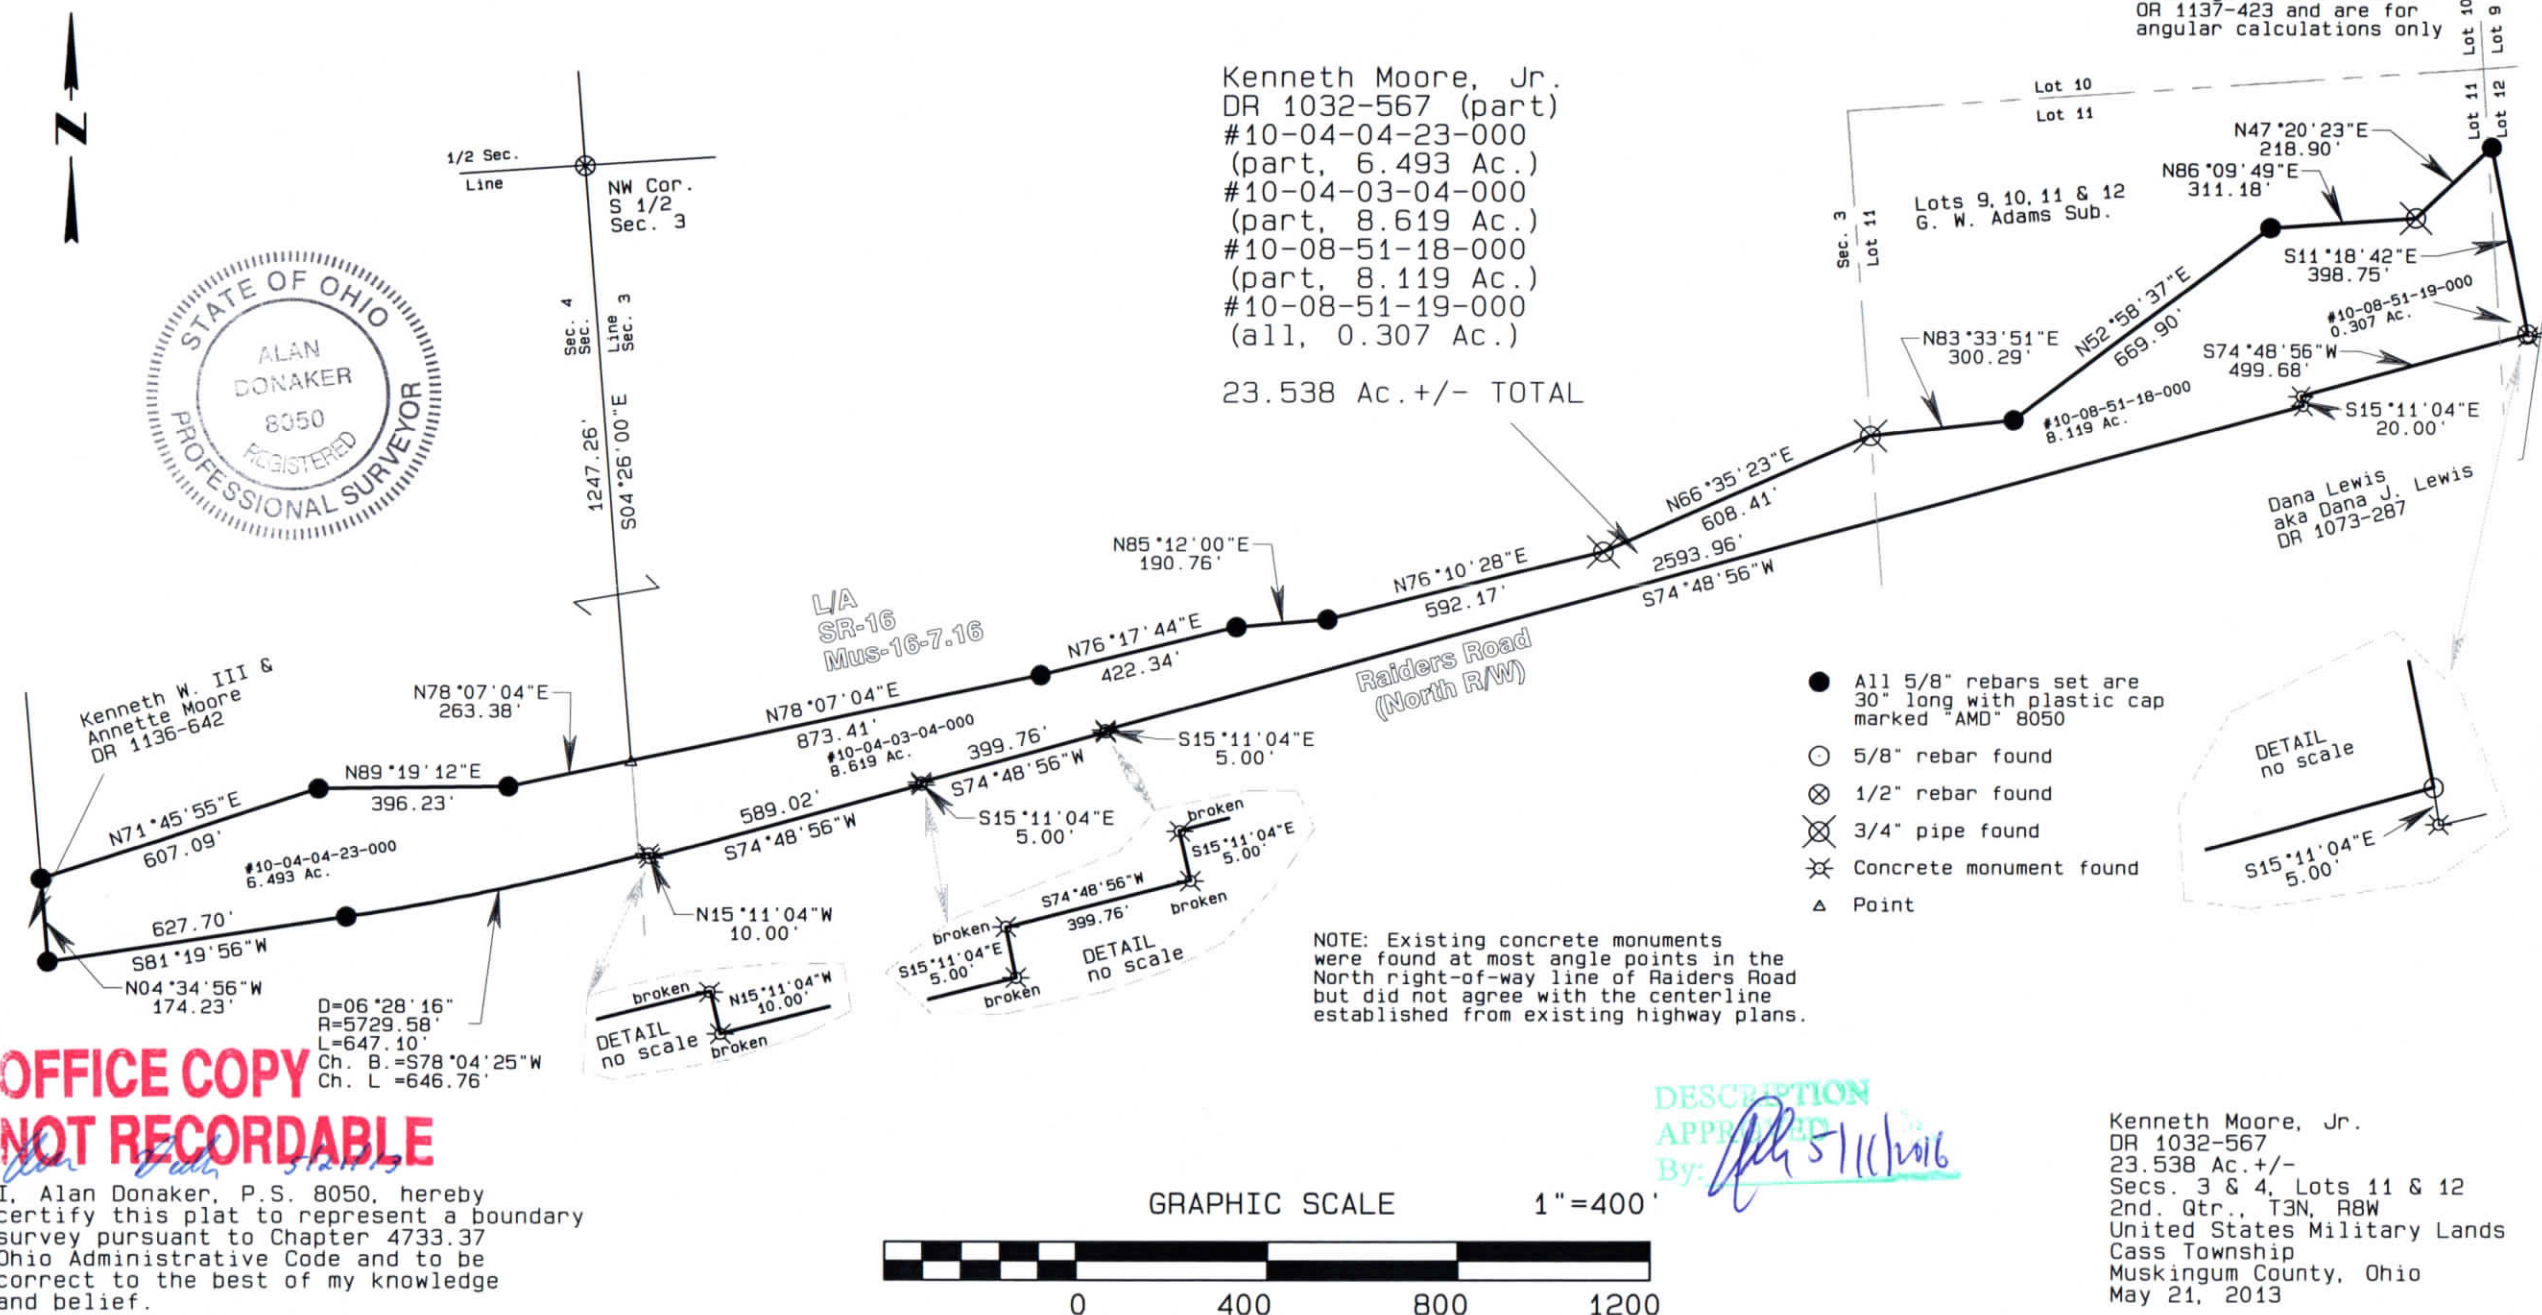 OR 1137-423 and are for
angular calculations only
Lot 10
Lot 9
Lot 11
Lot 12
Lot 10
Lot 11
N
1/2 Sec.
Line
NW Cor.
S 1/2
Sec. 3
Sec. 4
Sec.
Line
Sec. 3
1247.26'
S04°26'00"E
STATE OF OHIO
ALAN
DONAKER
8050
REGISTERED
PROFESSIONAL SURVEYOR
Kenneth Moore, Jr.
DR 1032-567 (part)
#10-04-04-23-000
(part, 6.493 Ac.)
#10-04-03-04-000
(part, 8.619 Ac.)
#10-08-51-18-000
(part, 8.119 Ac.)
#10-08-51-19-000
(all, 0.307 Ac.)
23.538 Ac.+/- TOTAL
Sec. 3
Lot 11
Lots 9, 10, 11 & 12
G. W. Adams Sub.
N47°20'23"E
218.90'
N86°09'49"E
311.18'
S11°18'42"E
398.75'
#10-08-51-19-000
0.307 Ac.
N52°58'37"E
669.90'
N83°33'51"E
300.29'
S74°48'56"W
499.68'
S15°11'04"E
20.00'
#10-08-51-18-000
8.119 Ac.
Dana Lewis
aka Dana J. Lewis
DR 1073-287
N66°35'23"E
608.41'
2593.96'
S74°48'56"W
N85°12'00"E
190.76'
N76°10'28"E
592.17'
L/A
SR-16
Mus-16-7.16
N76°17'44"E
422.34'
Raiders Road
(North R/W)
Kenneth W. III &
Annette Moore
DR 1136-642
N78°07'04"E
263.38'
N78°07'04"E
873.41'
#10-04-03-04-000
8.619 Ac.
399.76'
S74°48'56"W
S15°11'04"E
5.00'
N89°19'12"E
396.23'
N71°45'55"E
607.09'
#10-04-04-23-000
6.493 Ac.
589.02'
S74°48'56"W
S15°11'04"E
5.00'
627.70'
S81°19'56"W
N04°34'56"W
174.23'
N15°11'04"W
10.00'
D=06°28'16"
R=5729.58'
L=647.10'
Ch. B.=S78°04'25"W
Ch. L =646.76'
broken
N15°11'04"W
10.00'
DETAIL
no scale
broken
broken
S15°11'04"E
5.00'
S74°48'56"W
399.76'
broken
broken
S15°11'04"E
5.00'
broken
DETAIL
no scale
All 5/8" rebars set are
30" long with plastic cap
marked "AMD" 8050
5/8" rebar found
1/2" rebar found
3/4" pipe found
Concrete monument found
Point
DETAIL
no scale
S15°11'04"E
5.00'
NOTE: Existing concrete monuments
were found at most angle points in the
North right-of-way line of Raiders Road
but did not agree with the centerline
established from existing highway plans.
OFFICE COPY
NOT RECORDABLE
5/21/13
I, Alan Donaker, P.S. 8050, hereby
certify this plat to represent a boundary
survey pursuant to Chapter 4733.37
Ohio Administrative Code and to be
correct to the best of my knowledge
and belief.
GRAPHIC SCALE 1"=400'
0 400 800 1200
DESCRIPTION
APPROVED
By: 5/11/2016
Kenneth Moore, Jr.
DR 1032-567
23.538 Ac.+/-
Secs. 3 & 4, Lots 11 & 12
2nd. Qtr., T3N, R8W
United States Military Lands
Cass Township
Muskingum County, Ohio
May 21, 2013